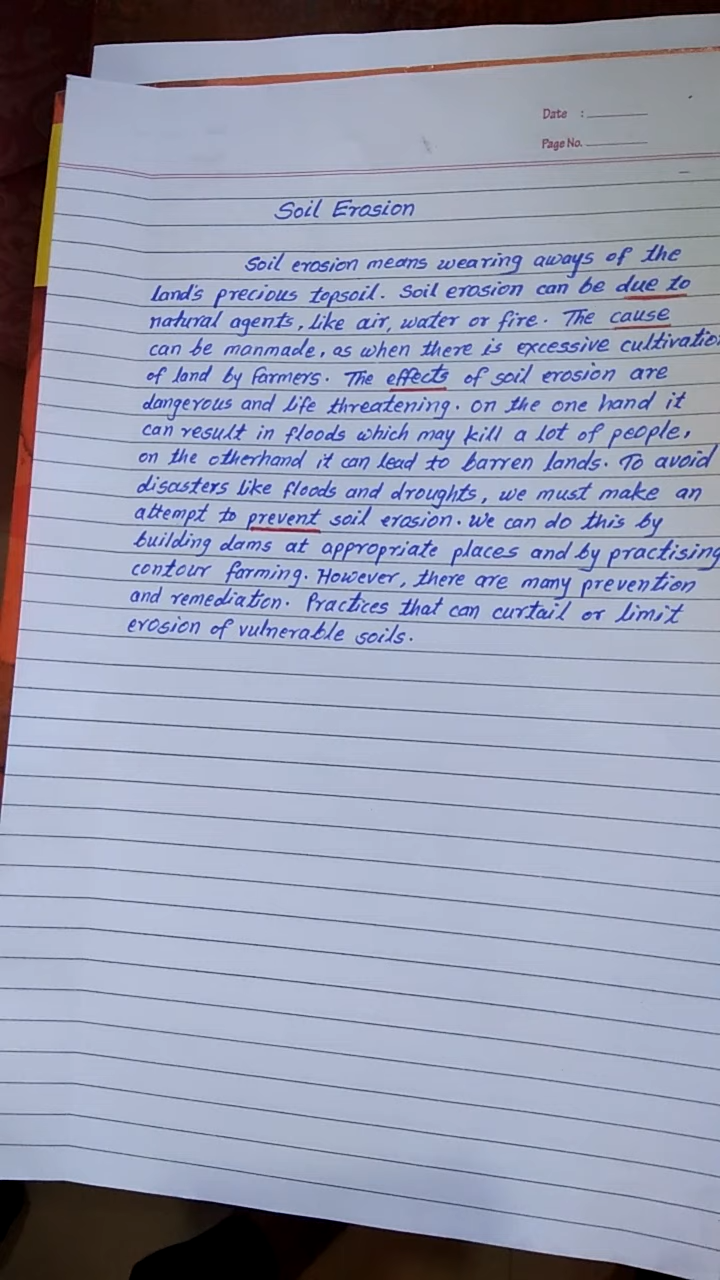 Date :
Page No.
Soil Erosion
Soil erosion means wearing aways of the
land's precious topsoil. Soil erosion can be due to
natural agents, like air, water or fire. The cause
can be manmade, as when there is excessive cultivatio
of land by farmers. The effects of soil erosion are
dangerous and life threatening. on the one hand it
can result in floods which may kill a lot of people,
on the otherhand it can lead to barren lands. To avoid
disasters like floods and droughts, we must make an
attempt to prevent soil erosion. We can do this by
building dams at appropriate places and by practising
contour farming. However, there are many prevention
and remediation. Practices that can curtail or limit
erosion of vulnerable soils.